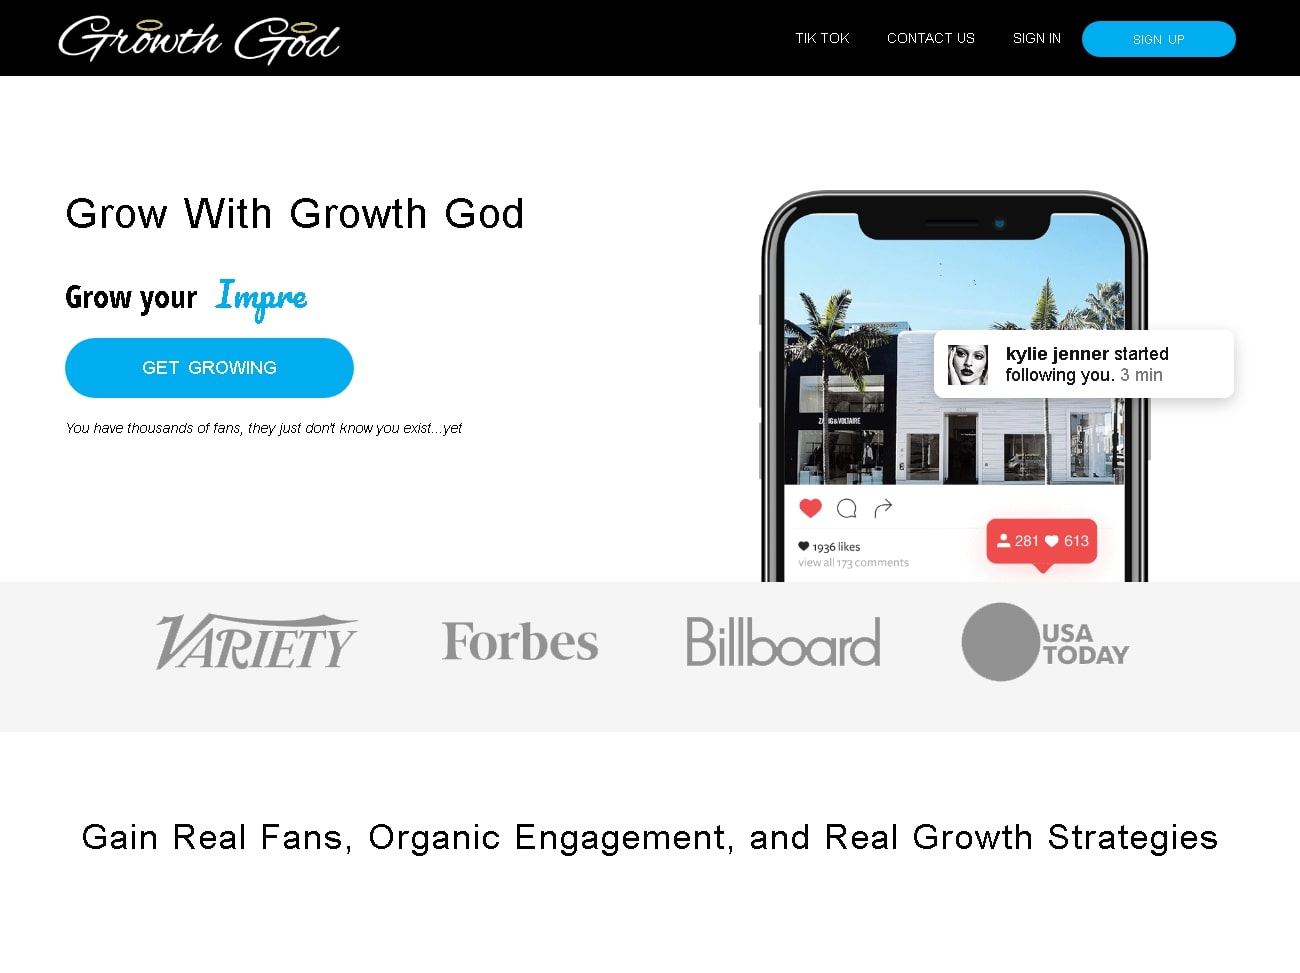 Growth God
TIK TOK
CONTACT US
SIGN IN
SIGN UP
Grow With Growth God
Grow your Impre
GET GROWING
You have thousands of fans, they just don't know you exist...yet
kylie jenner started
following you. 3 min
ZADIG&VOLTAIRE
1936 likes
view all 173 comments
281 613
VARIETY
Forbes
Billboard
USA
TODAY
Gain Real Fans, Organic Engagement, and Real Growth Strategies